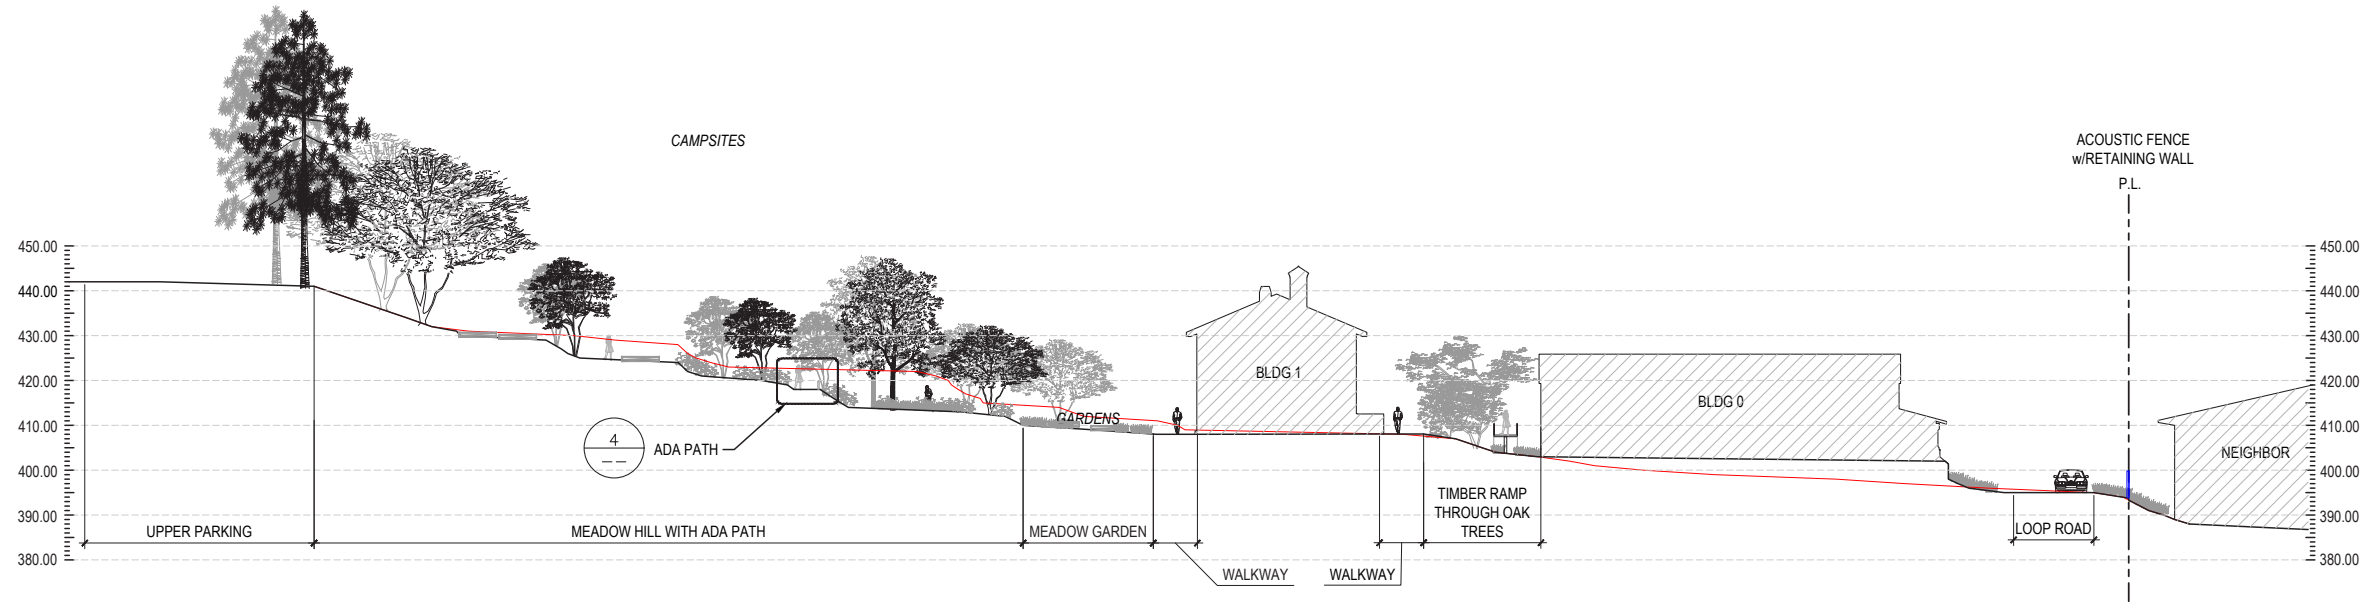 CAMPSITES
ACOUSTIC FENCE
w/RETAINING WALL
P.L.
450.00
450.00
440.00
440.00
430.00
430.00
420.00
420.00
410.00
410.00
400.00
400.00
390.00
390.00
380.00
380.00
BLDG 1
BLDG 0
GARDENS
4
ADA PATH
NEIGHBOR
UPPER PARKING
MEADOW HILL WITH ADA PATH
MEADOW GARDEN
TIMBER RAMP
THROUGH OAK
TREES
LOOP ROAD
WALKWAY
WALKWAY